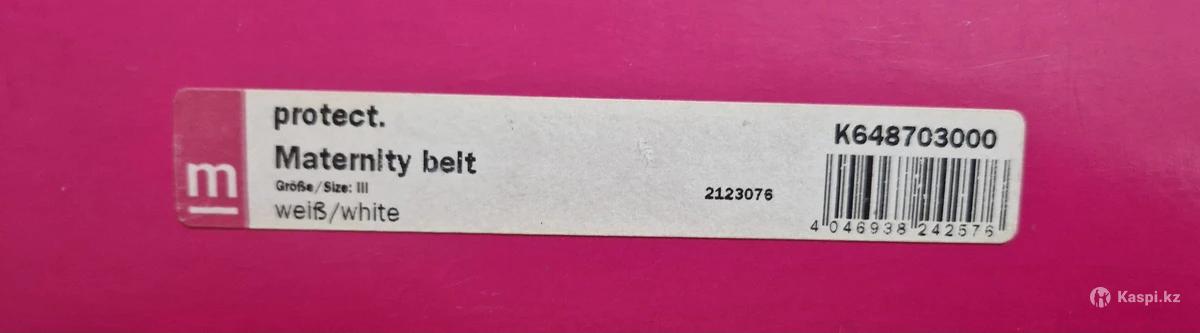 m
protect.
Maternity belt
Größe/Size: III
weiß/white
2123076
K648703000
4 046938 242576
Kaspi.kz